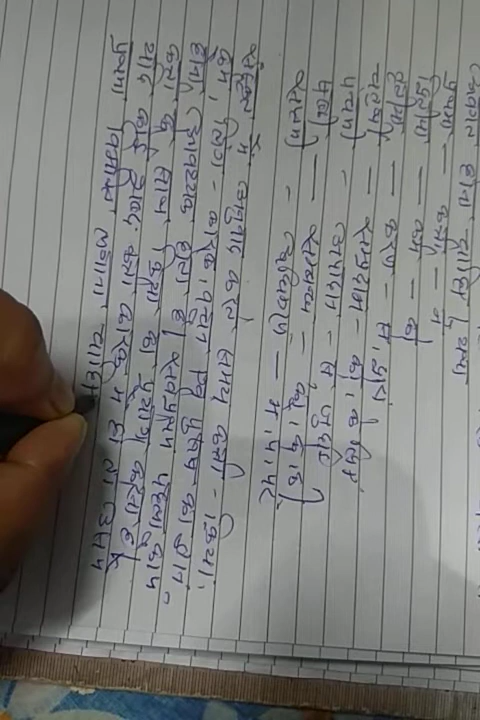 होना चाहिए
प्रथमा — कर्ता — ने
द्वितीया — कर्म — को
तृतीया — करण — से, द्वारा
चतुर्थी — सम्प्रदान — को, के लिए
पंचमी — अपादान — से
षष्ठी — सम्बन्ध — का, के, की
सप्तमी — अधिकरण — में, पे, पर
संस्कृत में अनुवाद करते समय कर्ता - क्रिया,
लिंग - कारक, वचन पुरुष का ज्ञान
होना आवश्यक होता है। सर्वप्रथम
कर्ता के साथ क्रिया का प्रयोग करना है
यदि कोई शब्द कर्ता कारक में हो तो उसमें
प्रथमा विभक्ति लगाना